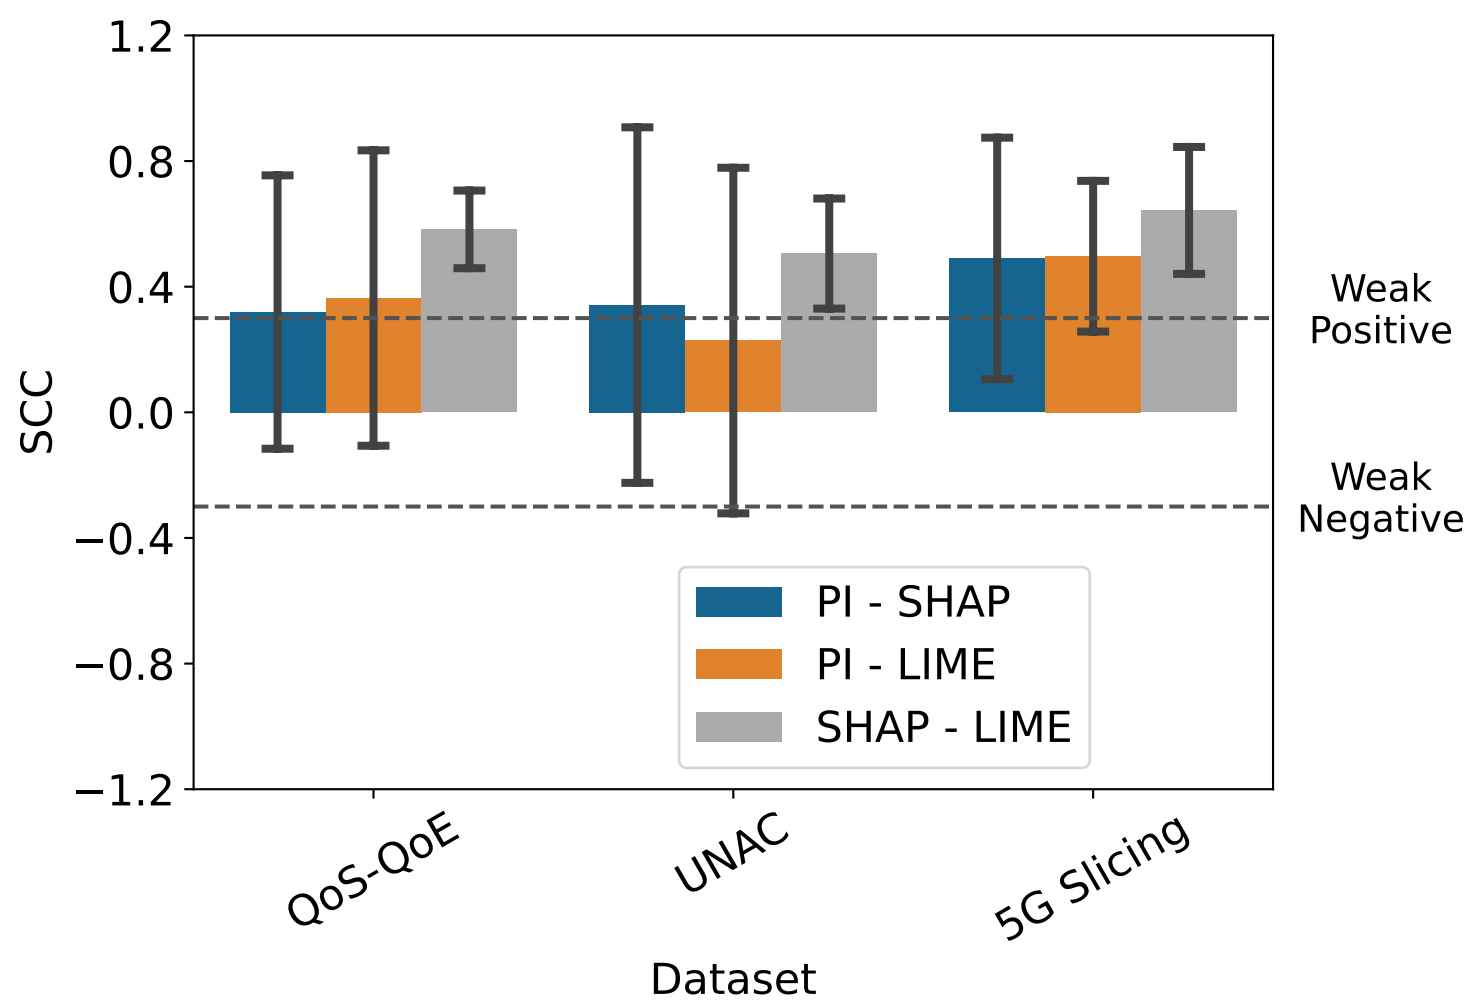 1.2
0.8
0.4
0.0
−0.4
−0.8
−1.2
SCC
Weak
Positive
Weak
Negative
PI - SHAP
PI - LIME
SHAP - LIME
QoS-QoE
UNAC
5G Slicing
Dataset